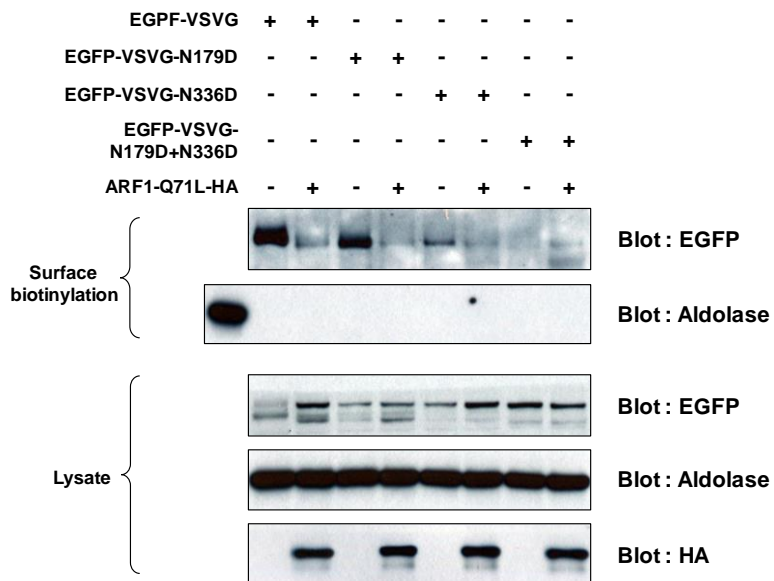 EGPF-VSVG + + - - - - - -
EGFP-VSVG-N179D - - + + - - - -
EGFP-VSVG-N336D - - - - + + - -
EGFP-VSVG-
N179D+N336D - - - - - - + +
ARF1-Q71L-HA - + - + - + - +
Surface
biotinylation
Blot : EGFP
Blot : Aldolase
Lysate
Blot : EGFP
Blot : Aldolase
Blot : HA